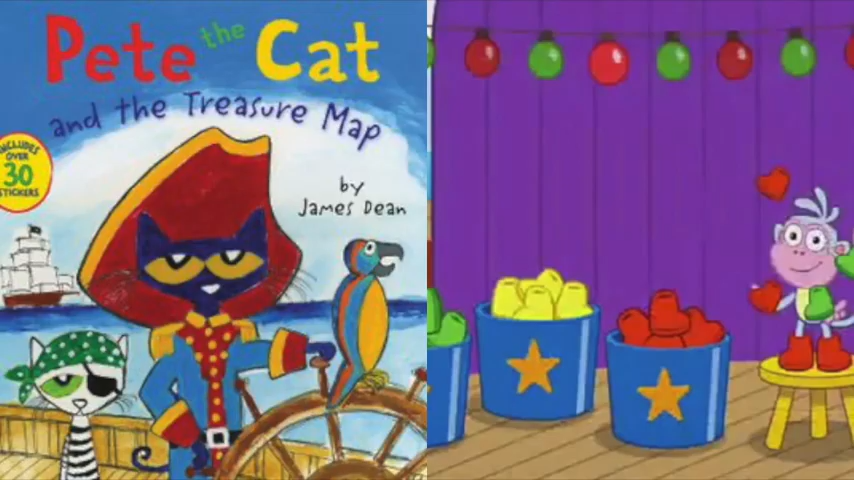 Pete the Cat
and the Treasure Map
by
James Dean
INCLUDES
OVER
30
STICKERS